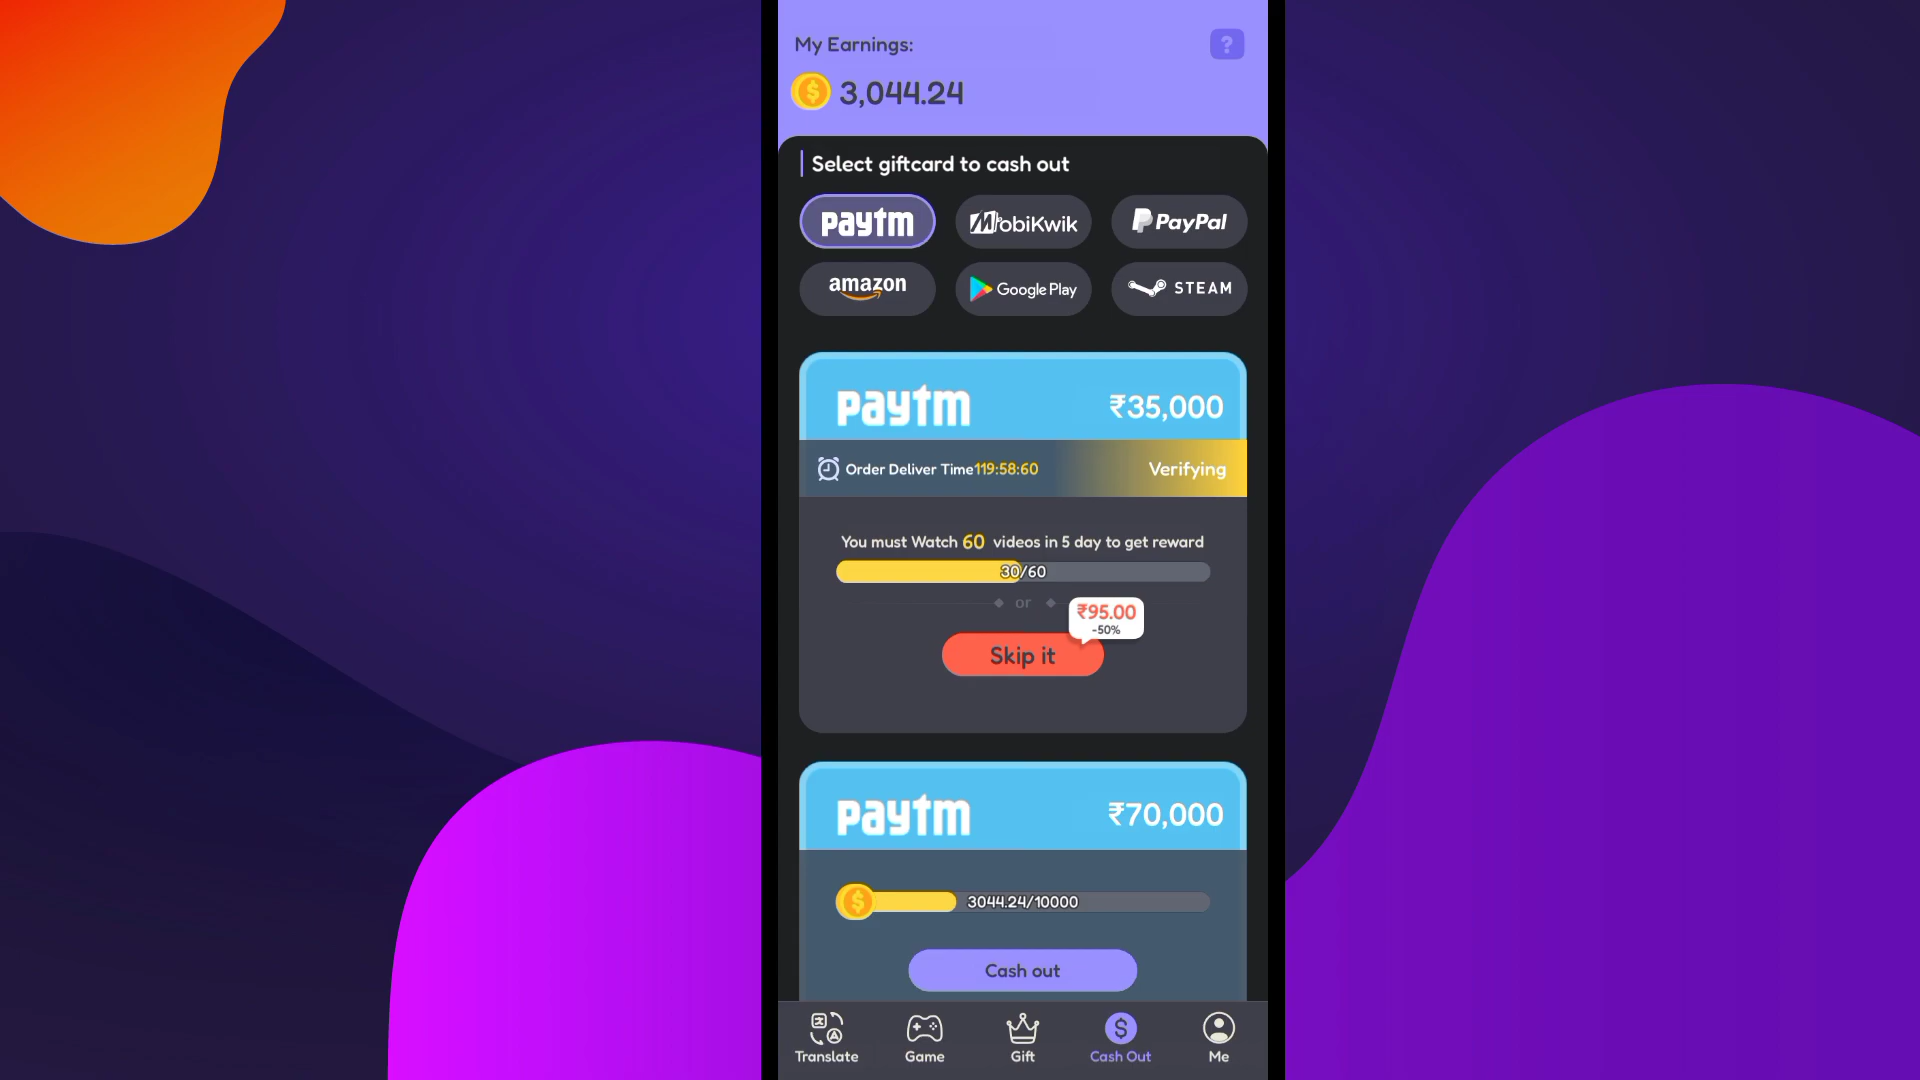 My Earnings:
?
3,044.24
Select giftcard to cash out
paytm
MobiKwik
PayPal
amazon
Google Play
STEAM
paytm
₹35,000
Order Deliver Time119:58:60
Verifying
You must Watch 60 videos in 5 day to get reward
30/60
or
₹95.00
-50%
Skip it
paytm
₹70,000
3044.24/10000
Cash out
Translate
Game
Gift
Cash Out
Me